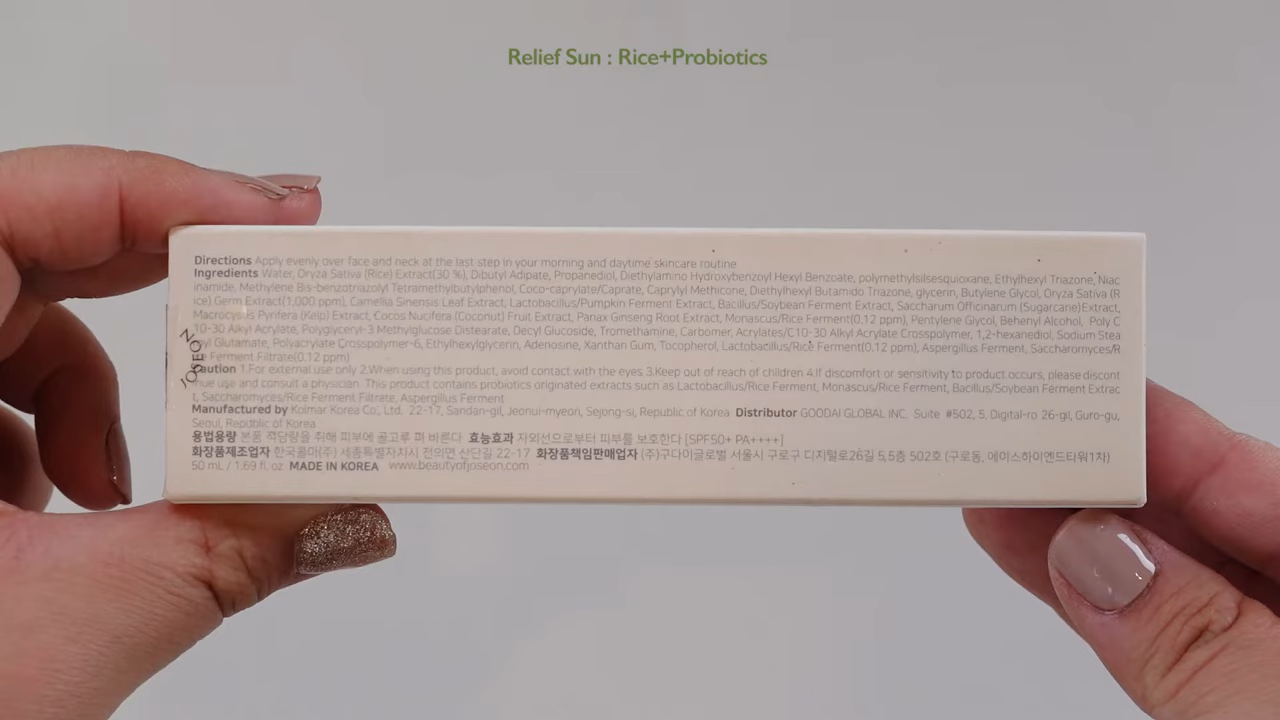 Relief Sun : Rice+Probiotics
Directions Apply evenly over face and neck at the last step in your morning and daytime skincare routine
Ingredients Water, Oryza Sativa (Rice) Extract(30 %), Dibutyl Adipate, Propanediol, Diethylamino Hydroxybenzoyl Hexyl Benzoate, polymethylsilsesquioxane, Ethylhexyl Triazone, Niac
inamide, Methylene Bis-benzotriazolyl Tetramethylbutylphenol, Coco-caprylate/Caprate, Caprylyl Methicone, Diethylhexyl Butamido Triazone, glycerin, Butylene Glycol, Oryza Sativa (R
ice) Germ Extract(1,000 ppm), Camellia Sinensis Leaf Extract, Lactobacillus/Pumpkin Ferment Extract, Bacillus/Soybean Ferment Extract, Saccharum Officinarum (Sugarcane)Extract,
Macrocystis Pyrifera (Kelp) Extract, Cocos Nucifera (Coconut) Fruit Extract, Panax Ginseng Root Extract, Monascus/Rice Ferment(0.12 ppm), Pentylene Glycol, Behenyl Alcohol, Poly C
10-30 Alkyl Acrylate, Polyglyceryl-3 Methylglucose Distearate, Decyl Glucoside, Tromethamine, Carbomer, Acrylates/C10-30 Alkyl Acrylate Crosspolymer, 1,2-hexanediol, Sodium Stea
yl Glutamate, Polyacrylate Crosspolymer-6, Ethylhexylglycerin, Adenosine, Xanthan Gum, Tocopherol, Lactobacillus/Rice Ferment(0.12 ppm), Aspergillus Ferment, Saccharomyces/R
e Ferment Filtrate(0.12 ppm)
Caution 1.For external use only 2.When using this product, avoid contact with the eyes 3.Keep out of reach of children 4.If discomfort or sensitivity to product occurs, please discont
nue use and consult a physician. This product contains probiotics originated extracts such as Lactobacillus/Rice Ferment, Monascus/Rice Ferment, Bacillus/Soybean Ferment Extrac
t, Saccharomyces/Rice Ferment Filtrate, Aspergillus Ferment
Manufactured by Kolmar Korea Co., Ltd. 22-17, Sandan-gil, Jeonui-myeon, Sejong-si, Republic of Korea Distributor GOODAI GLOBAL INC. Suite #502, 5, Digital-ro 26-gil, Guro-gu,
Seoul, Republic of Korea
용법용량 본품 적당량을 취해 피부에 골고루 펴 바른다 효능효과 자외선으로부터 피부를 보호한다 [SPF50+ PA++++]
화장품제조업자 한국콜마(주) 세종특별자치시 전의면 산단길 22-17 화장품책임판매업자 (주)구다이글로벌 서울시 구로구 디지털로26길 5,5층 502호 (구로동, 에이스하이엔드타워1차)
50 mL / 1.69 fl. oz MADE IN KOREA www.beautyofjoseon.com